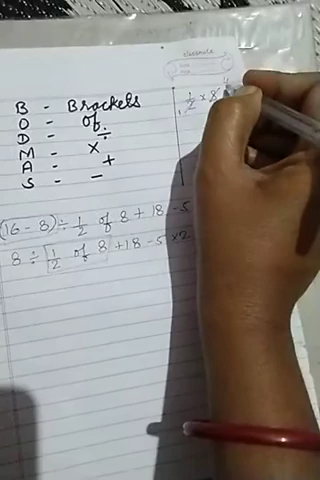 B - Brackets
O - Of
D - ÷
M - ×
A - +
S - -
1/2 × 8 4
(16 - 8) ÷ 1/2 of 8 + 18 - 5
8 ÷ 1/2 of 8 + 18 - 5 × 2